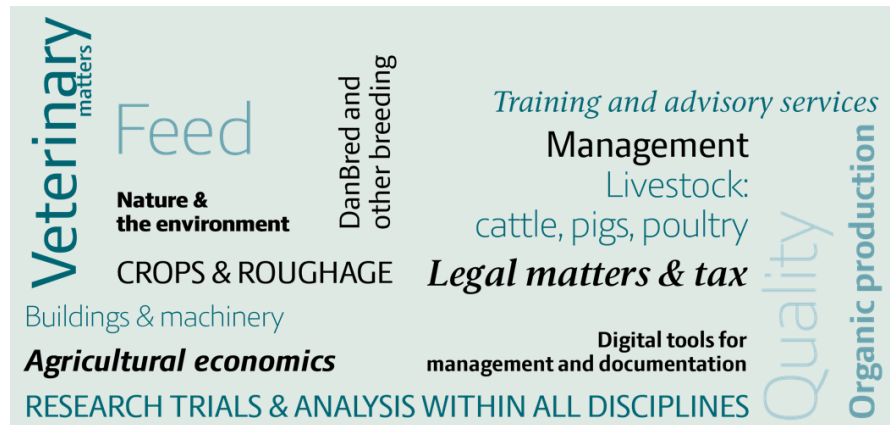 Veterinary
matters
Feed
DanBred and
other breeding
Nature &
the environment
CROPS & ROUGHAGE
Buildings & machinery
Agricultural economics
Training and advisory services
Management
Livestock:
cattle, pigs, poultry
Legal matters & tax
Digital tools for
management and documentation
Quality
Organic production
RESEARCH TRIALS & ANALYSIS WITHIN ALL DISCIPLINES